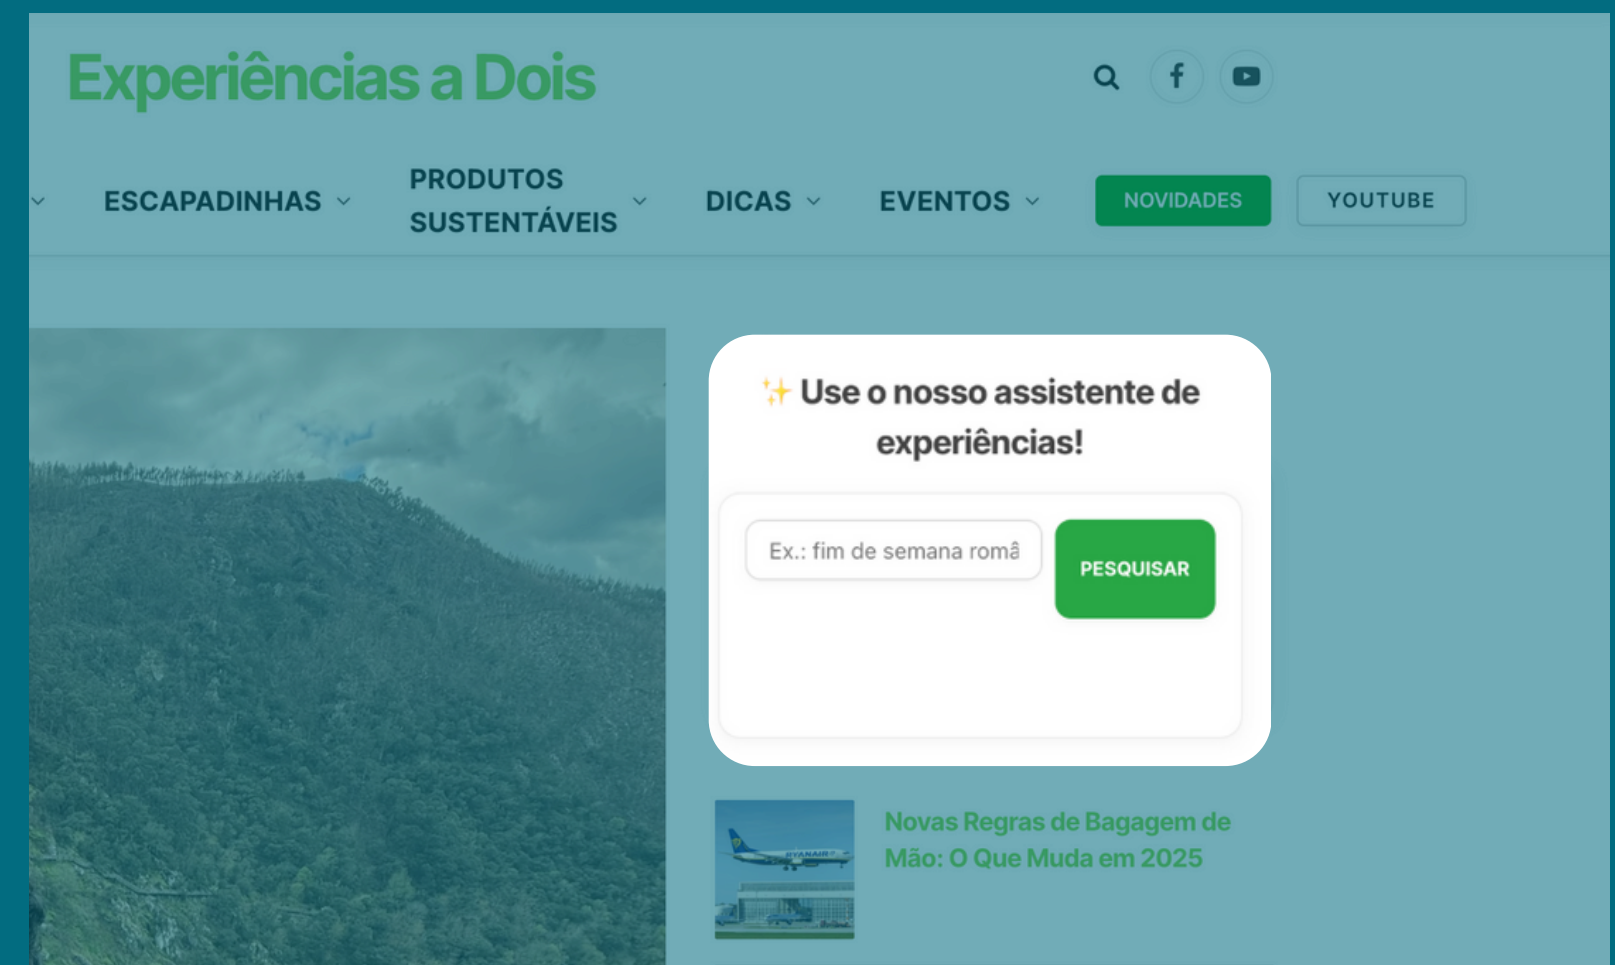 Experiências a Dois
ESCAPADINHAS
PRODUTOS
SUSTENTÁVEIS
DICAS
EVENTOS
NOVIDADES
YOUTUBE
✨ Use o nosso assistente de
experiências!
Ex.: fim de semana româ
PESQUISAR
RYANAIR
Novas Regras de Bagagem de
Mão: O Que Muda em 2025